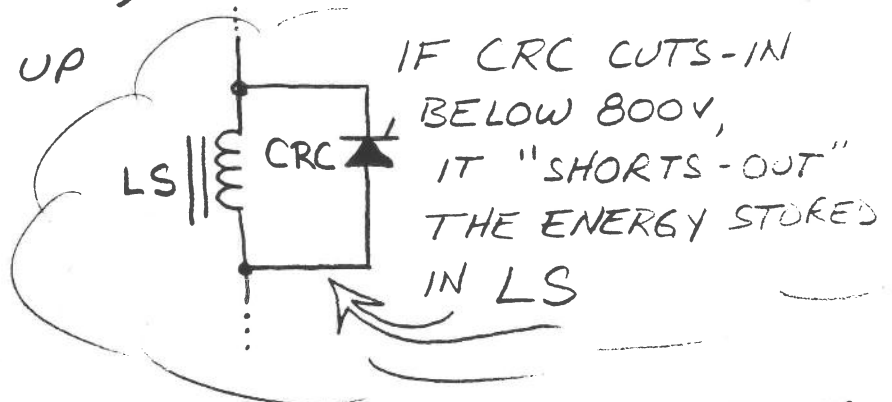 UP
IF CRC CUTS-IN
BELOW 800V,
IT "SHORTS-OUT"
THE ENERGY STORED
IN LS
LS
CRC